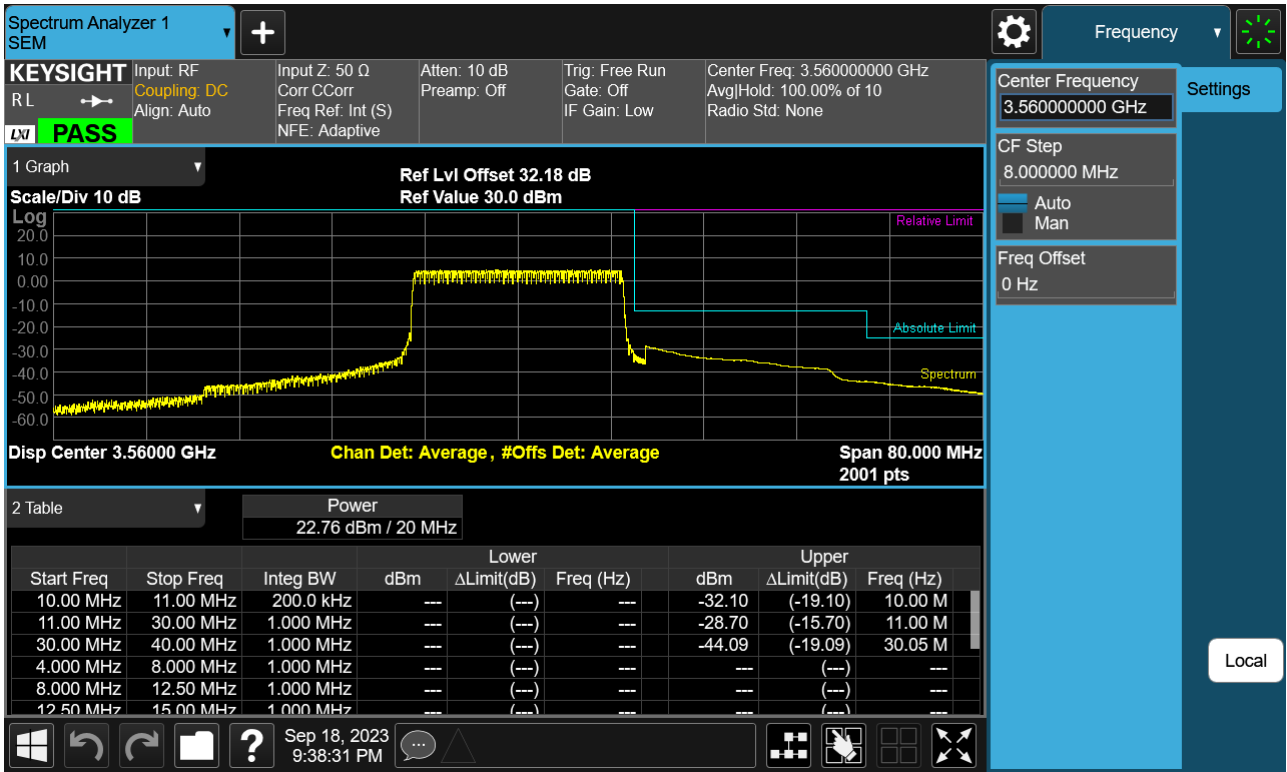 Spectrum Analyzer 1
SEM
+
Frequency
KEYSIGHT
R L
LXI
PASS
Input: RF
Coupling: DC
Align: Auto
Input Z: 50 Ω
Corr CCorr
Freq Ref: Int (S)
NFE: Adaptive
Atten: 10 dB
Preamp: Off
Trig: Free Run
Gate: Off
IF Gain: Low
Center Freq: 3.560000000 GHz
Avg|Hold: 100.00% of 10
Radio Std: None
Center Frequency
3.560000000 GHz
Settings
CF Step
8.000000 MHz
Auto
Man
Freq Offset
0 Hz
1 Graph
Scale/Div 10 dB
Ref Lvl Offset 32.18 dB
Ref Value 30.0 dBm
Log
20.0
10.0
0.00
-10.0
-20.0
-30.0
-40.0
-50.0
-60.0
Relative Limit
Absolute Limit
Spectrum
Disp Center 3.56000 GHz
Chan Det: Average , #Offs Det: Average
Span 80.000 MHz
2001 pts
2 Table
Power
22.76 dBm / 20 MHz
Lower Upper
Start Freq Stop Freq Integ BW dBm ΔLimit(dB) Freq (Hz) dBm ΔLimit(dB) Freq (Hz)
10.00 MHz 11.00 MHz 200.0 kHz --- (---) --- -32.10 (-19.10) 10.00 M
11.00 MHz 30.00 MHz 1.000 MHz --- (---) --- -28.70 (-15.70) 11.00 M
30.00 MHz 40.00 MHz 1.000 MHz --- (---) --- -44.09 (-19.09) 30.05 M
4.000 MHz 8.000 MHz 1.000 MHz --- (---) --- --- (---) ---
8.000 MHz 12.50 MHz 1.000 MHz --- (---) --- --- (---) ---
12.50 MHz 15.00 MHz 1.000 MHz --- (---) --- --- (---) ---
Local
?
Sep 18, 2023
9:38:31 PM